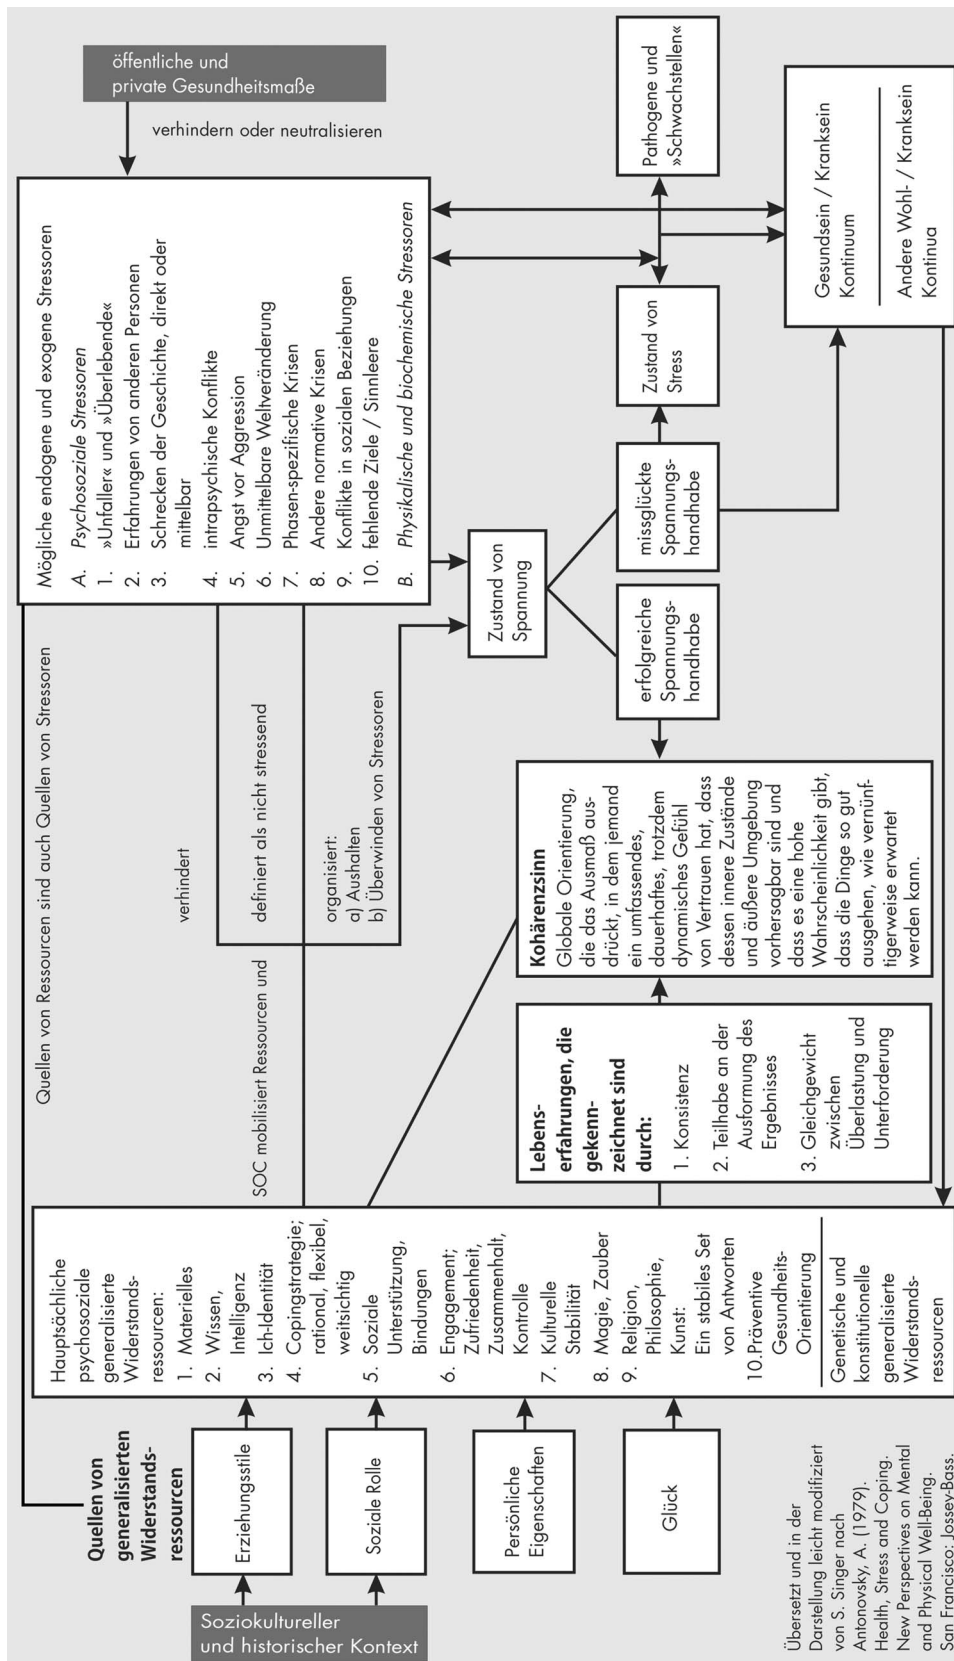 Quellen von
generalisierten
Widerstands-
ressourcen
Soziokultureller
und historischer Kontext
Erziehungsstile
Soziale Rolle
Persönliche
Eigenschaften
Glück
Übersetzt und in der
Darstellung leicht modifiziert
von S. Singer nach
Antonovsky, A. (1979).
Health, Stress and Coping.
New Perspectives on Mental
and Physical Well-Being.
San Francisco: Jossey-Bass.
Hauptsächliche
psychosoziale
generalisierte
Widerstands-
ressourcen:
1. Materielles
2. Wissen,
Intelligenz
3. Ich-Identität
4. Copingstrategie;
rational, flexibel,
weitsichtig
5. Soziale
Unterstützung,
Bindungen
6. Engagement;
Zufriedenheit,
Zusammenhalt,
Kontrolle
7. Kulturelle
Stabilität
8. Magie, Zauber
9. Religion,
Philosophie,
Kunst:
Ein stabiles Set
von Antworten
10. Präventive
Gesundheits-
Orientierung
Genetische und
konstitutionelle
generalisierte
Widerstands-
ressourcen
Quellen von Ressourcen sind auch Quellen von Stressoren
SOC mobilisiert Ressourcen und
verhindert
definiert als nicht stressend
organisiert:
a) Aushalten
b) Überwinden von Stressoren
Lebens-
erfahrungen, die
gekenn-
zeichnet sind
durch:
1. Konsistenz
2. Teilhabe an der
Ausformung des
Ergebnisses
3. Gleichgewicht
zwischen
Überlastung und
Unterforderung
Kohärenzsinn
Globale Orientierung,
die das Ausmaß aus-
drückt, in dem jemand
ein umfassendes,
dauerhaftes, trotzdem
dynamisches Gefühl
von Vertrauen hat, dass
dessen innere Zustände
und äußere Umgebung
vorhersagbar sind und
dass es eine hohe
Wahrscheinlichkeit gibt,
dass die Dinge so gut
ausgehen, wie vernünf-
tigerweise erwartet
werden kann.
Mögliche endogene und exogene Stressoren
A. Psychosoziale Stressoren
1. »Unfaller« und »Überlebende«
2. Erfahrungen von anderen Personen
3. Schrecken der Geschichte, direkt oder
mittelbar
4. intrapsychische Konflikte
5. Angst vor Aggression
6. Unmittelbare Weltveränderung
7. Phasen-spezifische Krisen
8. Andere normative Krisen
9. Konflikte in sozialen Beziehungen
10. fehlende Ziele / Sinnleere
B. Physikalische und biochemische Stressoren
öffentliche und
private Gesundheitsmaße
verhindern oder neutralisieren
Zustand von
Spannung
erfolgreiche
Spannungs-
handhabe
missglückte
Spannungs-
handhabe
Zustand von
Stress
Pathogene und
»Schwachstellen«
Gesundsein / Kranksein
Kontinuum
Andere Wohl- / Kranksein
Kontinua